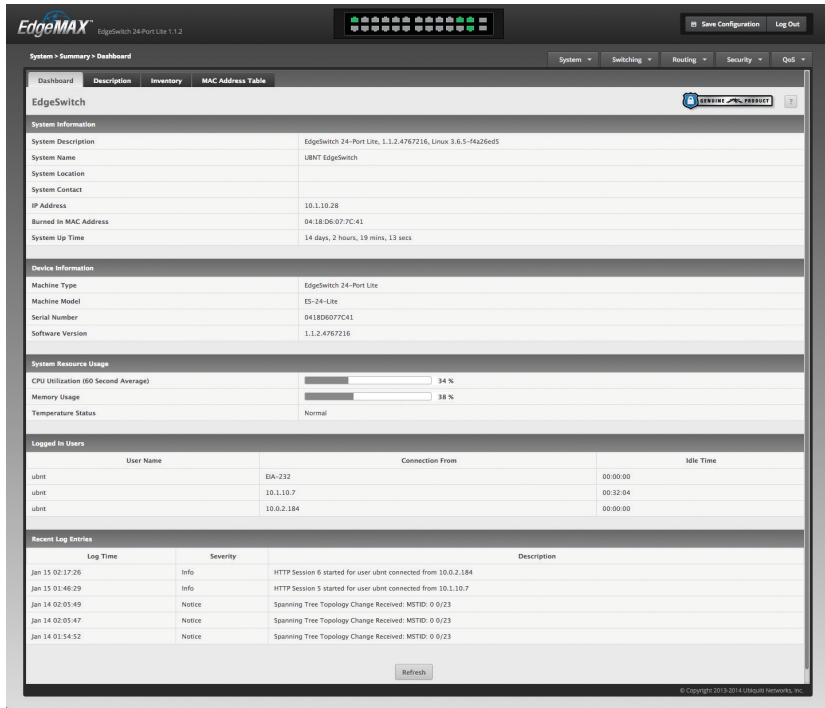 EdgeMAX™ EdgeSwitch 24-Port Lite 1.1.2 Save Configuration Log Out
System > Summary > Dashboard System Switching Routing Security QoS
Dashboard Description Inventory MAC Address Table
EdgeSwitch GENUINE PRODUCT ?
System Information
System Description EdgeSwitch 24-Port Lite, 1.1.2.4767216, Linux 3.6.5-f4a26ed5
System Name UBNT EdgeSwitch
System Location
System Contact
IP Address 10.1.10.28
Burned In MAC Address 04:18:D6:07:7C:41
System Up Time 14 days, 2 hours, 19 mins, 13 secs
Device Information
Machine Type EdgeSwitch 24-Port Lite
Machine Model ES-24-Lite
Serial Number 0418D6077C41
Software Version 1.1.2.4767216
System Resource Usage
CPU Utilization (60 Second Average) 34 %
Memory Usage 38 %
Temperature Status Normal
Logged In Users
User Name Connection From Idle Time
ubnt EIA-232 00:00:00
ubnt 10.1.10.7 00:32:04
ubnt 10.0.2.184 00:00:00
Recent Log Entries
Log Time Severity Description
Jan 15 02:17:26 Info HTTP Session 6 started for user ubnt connected from 10.0.2.184
Jan 15 01:46:29 Info HTTP Session 5 started for user ubnt connected from 10.1.10.7
Jan 14 02:05:49 Notice Spanning Tree Topology Change Received: MSTID: 0 0/23
Jan 14 02:05:47 Notice Spanning Tree Topology Change Received: MSTID: 0 0/23
Jan 14 01:54:52 Notice Spanning Tree Topology Change Received: MSTID: 0 0/23
Refresh
© Copyright 2013-2014 Ubiquiti Networks, Inc.